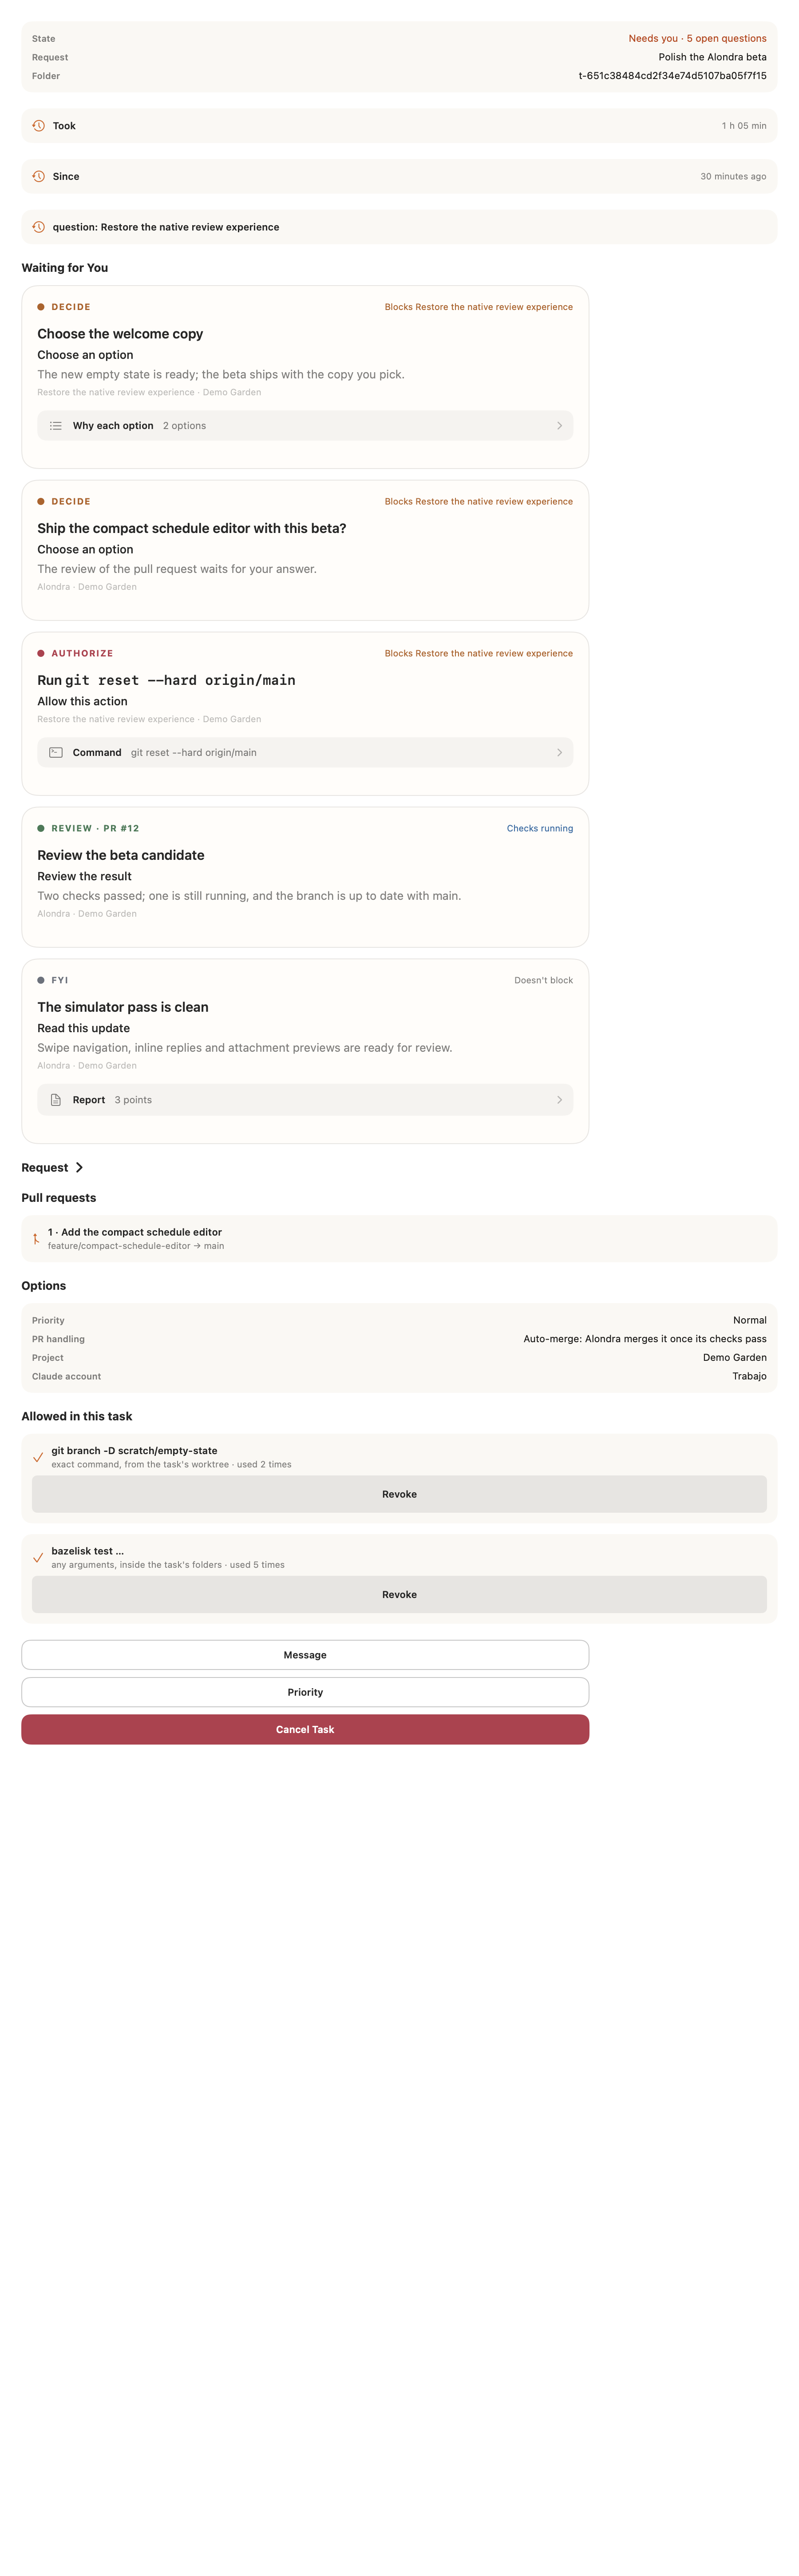 State Needs you · 5 open questions
Request Polish the Alondra beta
Folder t-651c38484cd2f34e74d5107ba05f7f15
Took 1 h 05 min
Since 30 minutes ago
question: Restore the native review experience
Waiting for You
DECIDE Blocks Restore the native review experience
Choose the welcome copy
Choose an option
The new empty state is ready; the beta ships with the copy you pick.
Restore the native review experience · Demo Garden
Why each option 2 options
DECIDE Blocks Restore the native review experience
Ship the compact schedule editor with this beta?
Choose an option
The review of the pull request waits for your answer.
Alondra · Demo Garden
AUTHORIZE Blocks Restore the native review experience
Run git reset --hard origin/main
Allow this action
Restore the native review experience · Demo Garden
Command git reset --hard origin/main
REVIEW · PR #12 Checks running
Review the beta candidate
Review the result
Two checks passed; one is still running, and the branch is up to date with main.
Alondra · Demo Garden
FYI Doesn't block
The simulator pass is clean
Read this update
Swipe navigation, inline replies and attachment previews are ready for review.
Alondra · Demo Garden
Report 3 points
Request
Pull requests
1 · Add the compact schedule editor
feature/compact-schedule-editor → main
Options
Priority Normal
PR handling Auto-merge: Alondra merges it once its checks pass
Project Demo Garden
Claude account Trabajo
Allowed in this task
git branch -D scratch/empty-state
exact command, from the task's worktree · used 2 times
Revoke
bazelisk test ...
any arguments, inside the task's folders · used 5 times
Revoke
Message
Priority
Cancel Task